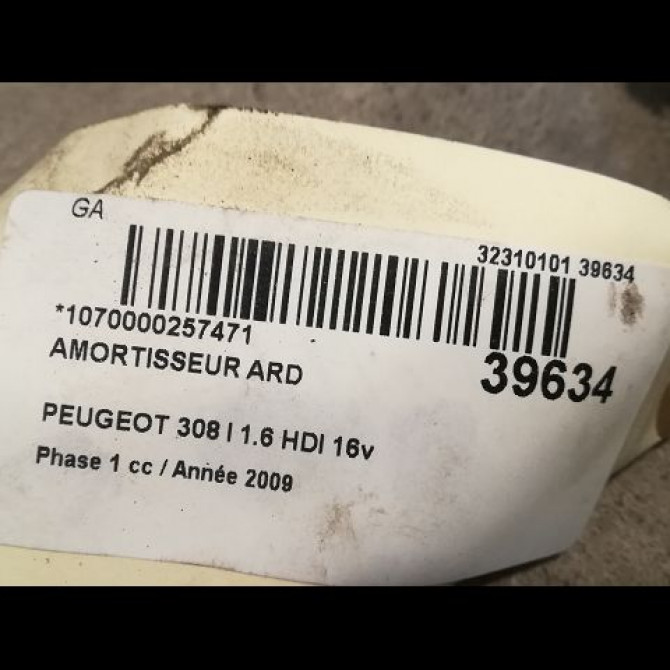 GA
32310101 39634
*1070000257471
39634
AMORTISSEUR ARD
PEUGEOT 308 I 1.6 HDI 16v
Phase 1 cc / Année 2009